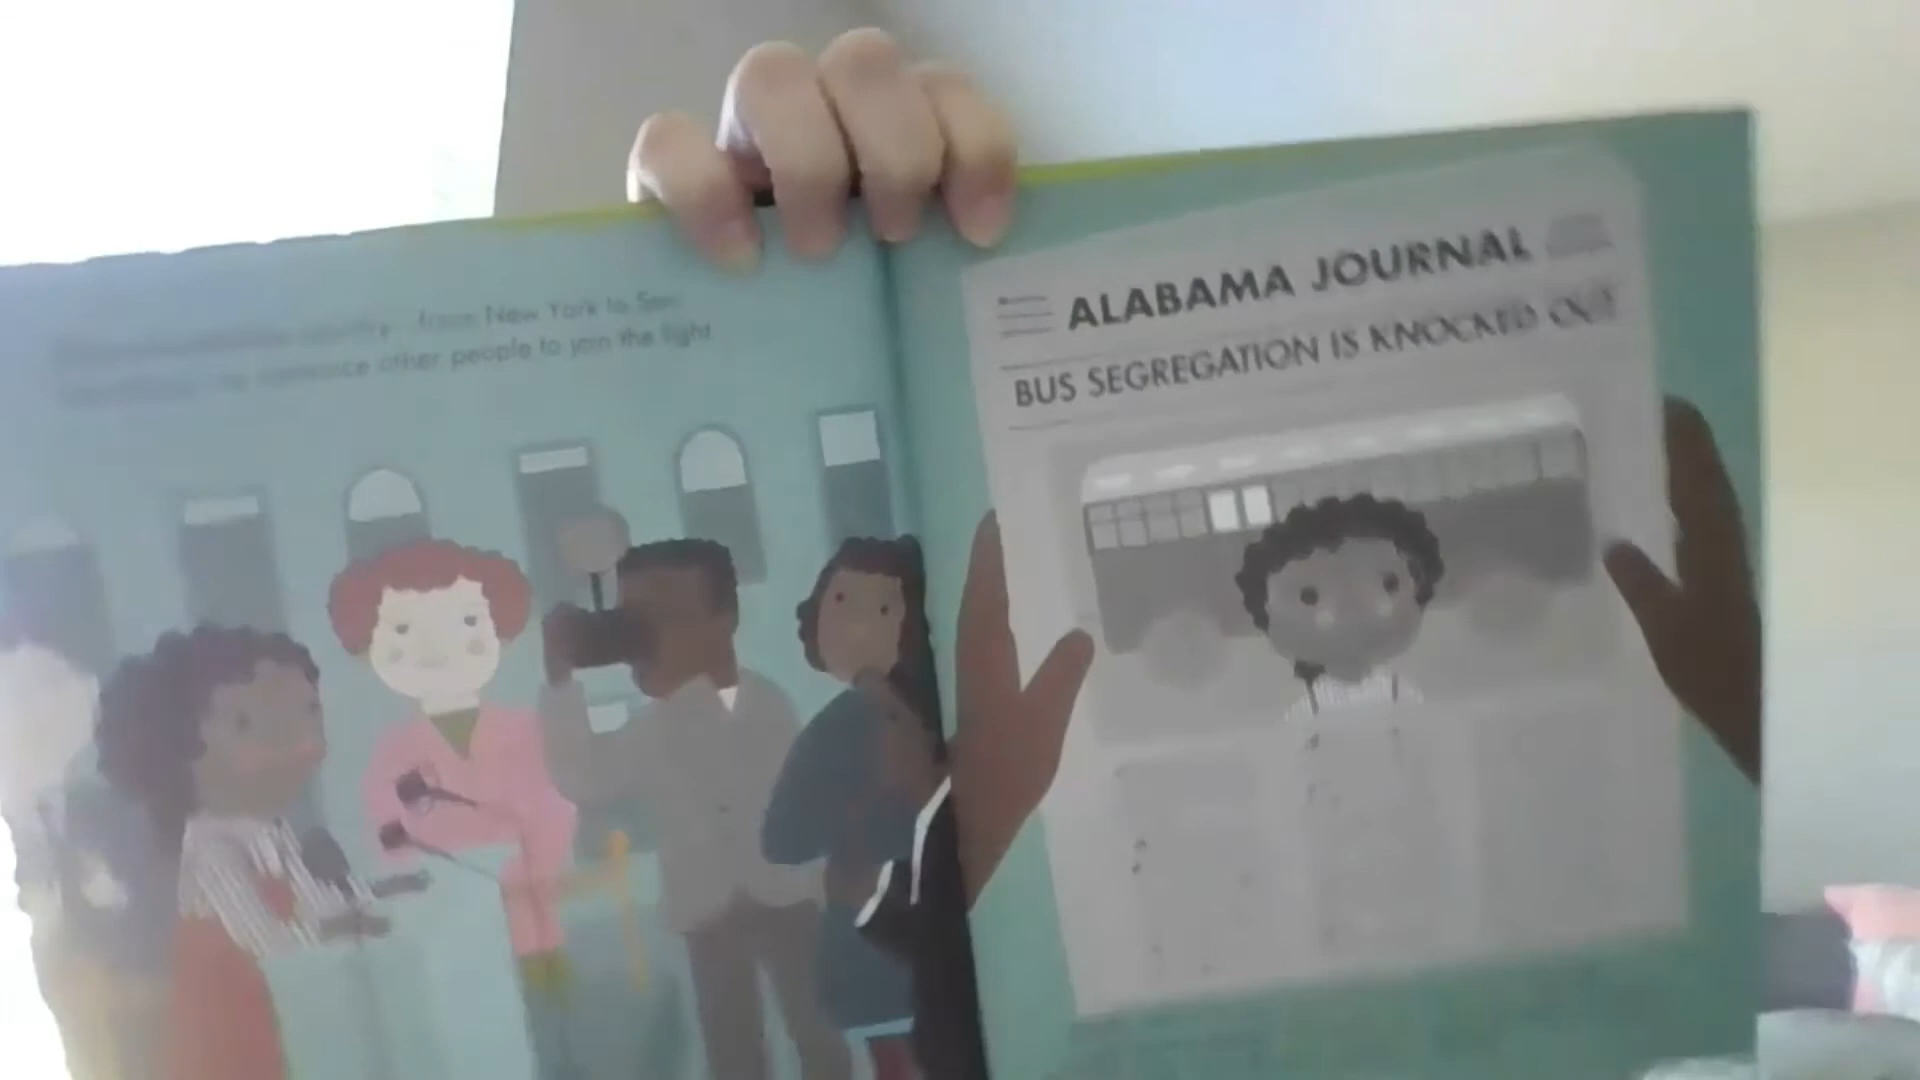 country - from New York to San
to convince other people to join the fight.
ALABAMA JOURNAL
BUS SEGREGATION IS KNOCKED OUT